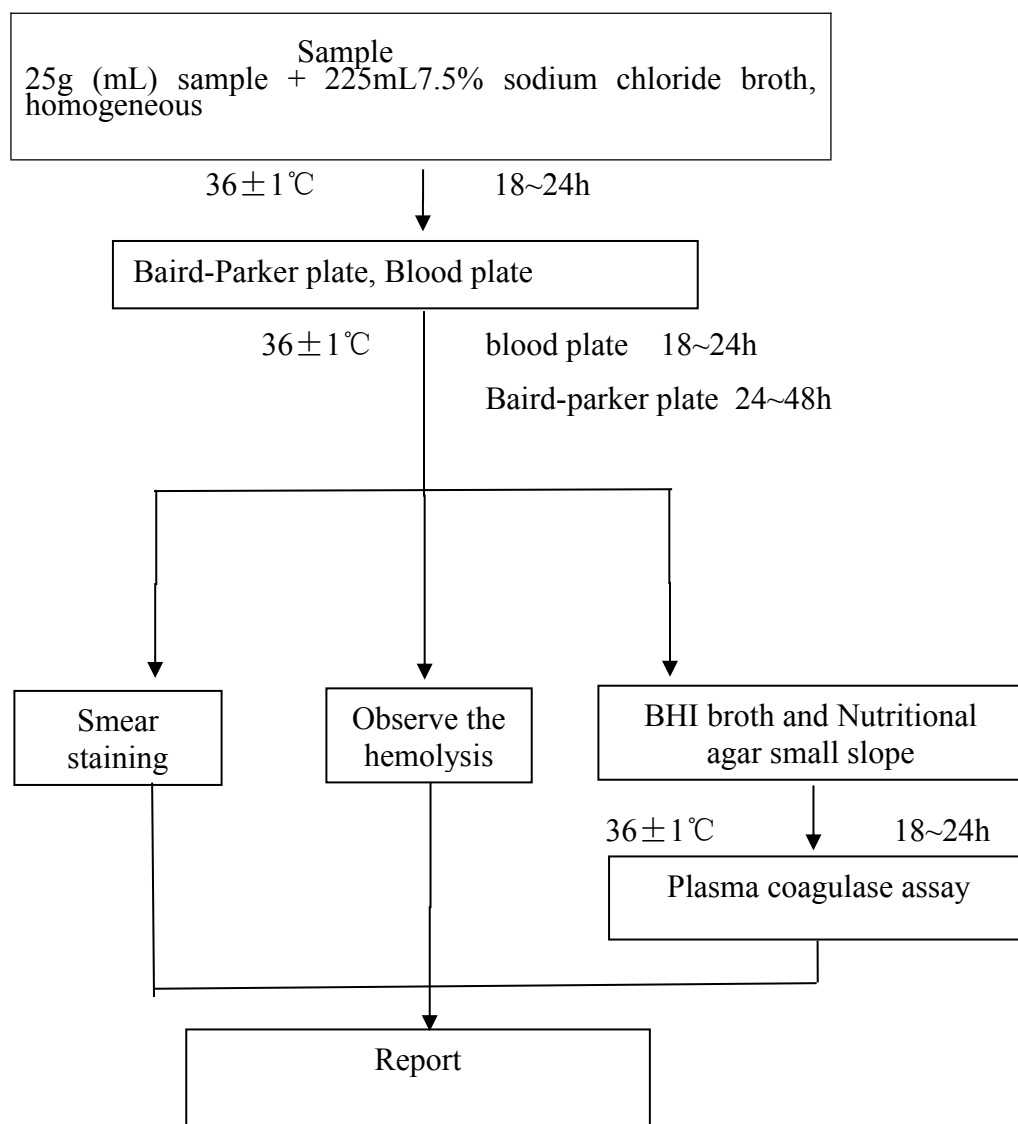 Sample
25g (mL) sample + 225mL7.5% sodium chloride broth,
homogeneous
36±1℃ 18~24h
Baird-Parker plate, Blood plate
36±1℃ blood plate 18~24h
Baird-parker plate 24~48h
Smear
staining
Observe the
hemolysis
BHI broth and Nutritional
agar small slope
36±1℃ 18~24h
Plasma coagulase assay
Report